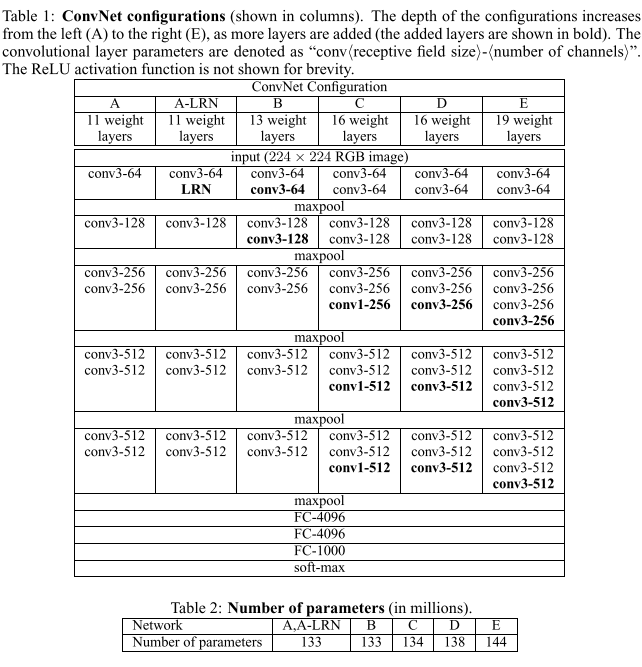 Table 1: ConvNet configurations (shown in columns). The depth of the configurations increases
from the left (A) to the right (E), as more layers are added (the added layers are shown in bold). The
convolutional layer parameters are denoted as “conv⟨receptive field size⟩-⟨number of channels⟩”.
The ReLU activation function is not shown for brevity.
ConvNet Configuration
A A-LRN B C D E
11 weight 11 weight 13 weight 16 weight 16 weight 19 weight
layers layers layers layers layers layers
input (224 × 224 RGB image)
conv3-64 conv3-64 conv3-64 conv3-64 conv3-64 conv3-64
LRN conv3-64 conv3-64 conv3-64 conv3-64
maxpool
conv3-128 conv3-128 conv3-128 conv3-128 conv3-128 conv3-128
conv3-128 conv3-128 conv3-128 conv3-128
maxpool
conv3-256 conv3-256 conv3-256 conv3-256 conv3-256 conv3-256
conv3-256 conv3-256 conv3-256 conv3-256 conv3-256 conv3-256
conv1-256 conv3-256 conv3-256
conv3-256
maxpool
conv3-512 conv3-512 conv3-512 conv3-512 conv3-512 conv3-512
conv3-512 conv3-512 conv3-512 conv3-512 conv3-512 conv3-512
conv1-512 conv3-512 conv3-512
conv3-512
maxpool
conv3-512 conv3-512 conv3-512 conv3-512 conv3-512 conv3-512
conv3-512 conv3-512 conv3-512 conv3-512 conv3-512 conv3-512
conv1-512 conv3-512 conv3-512
conv3-512
maxpool
FC-4096
FC-4096
FC-1000
soft-max
Table 2: Number of parameters (in millions).
Network A,A-LRN B C D E
Number of parameters 133 133 134 138 144